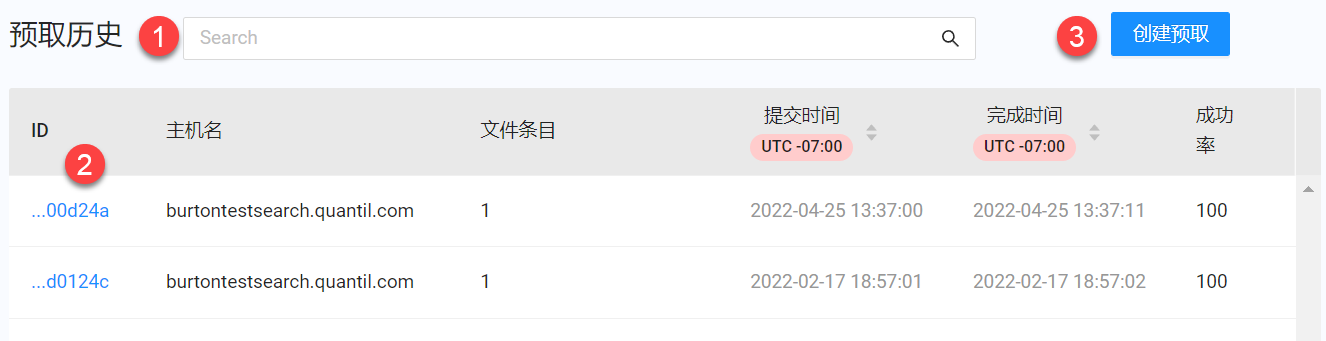 预取历史
1
Search
3
创建预取
ID
主机名
文件条目
提交时间
UTC -07:00
完成时间
UTC -07:00
成功
率
2
...00d24a
burtontestsearch.quantil.com
1
2022-04-25 13:37:00
2022-04-25 13:37:11
100
...d0124c
burtontestsearch.quantil.com
1
2022-02-17 18:57:01
2022-02-17 18:57:02
100